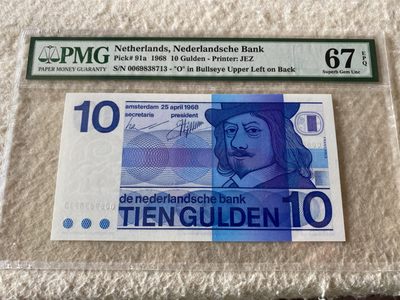 PMG
PAPER MONEY GUARANTY
Netherlands, Nederlandsche Bank
Pick# 91a 1968 10 Gulden - Printer: JEZ
S/N 0069838713 - "O" in Bullseye Upper Left on Back
67 EPQ
Superb Gem Unc
10
amsterdam 25 april 1968
secretaris president
de nederlandsche bank
TIEN GULDEN 10